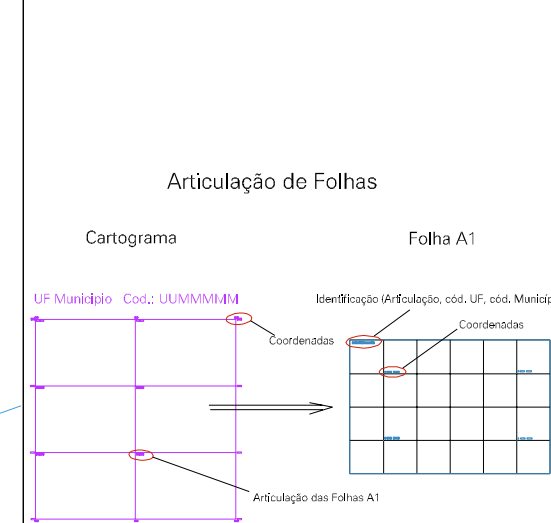 Articulação de Folhas
Cartograma
Folha A1
UF Municipio Cod.: UUMMMMM
Identificação (Articulação, cód. UF, cód. Municíp
Coordenadas
Coordenadas
Articulação das Folhas A1